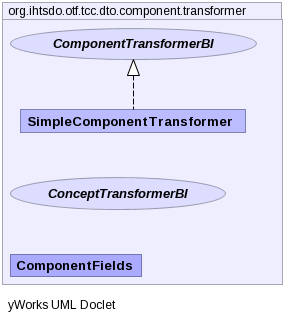 org.ihtsdo.otf.tcc.dto.component.transformer
ComponentTransformerBI
SimpleComponentTransformer
ConceptTransformerBI
ComponentFields
yWorks UML Doclet